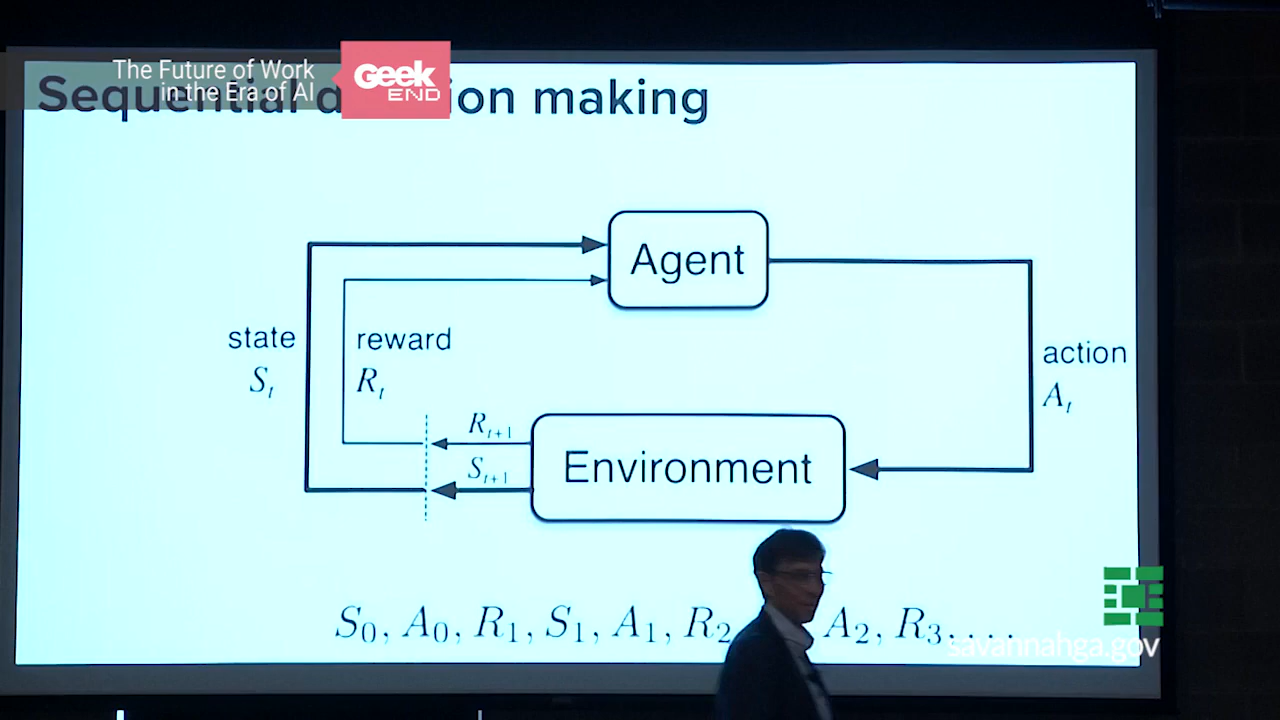 The Future of Work
in the Era of AI
Geek
END
Sequential d ion making
Agent
state
S_t
reward
R_t
action
A_t
R_{t+1}
S_{t+1}
Environment
S_0, A_0, R_1, S_1, A_1, R_2 A_2, R_3, ...
savannahga.gov